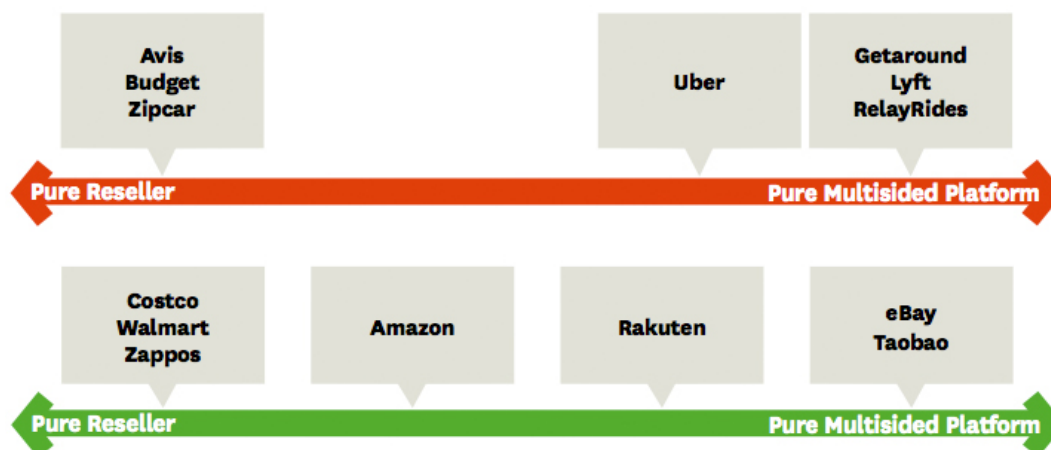 Avis
Budget
Zipcar
Uber
Getaround
Lyft
RelayRides
Pure Reseller
Pure Multisided Platform
Costco
Walmart
Zappos
Amazon
Rakuten
eBay
Taobao
Pure Reseller
Pure Multisided Platform